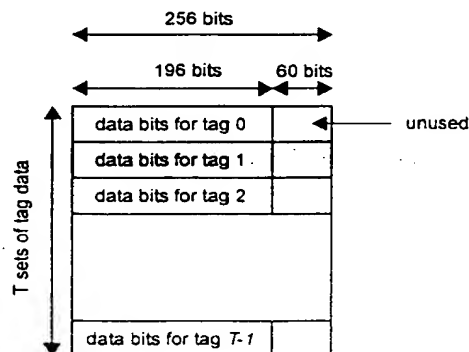 256 bits
196 bits
60 bits
data bits for tag 0
unused
data bits for tag 1
data bits for tag 2
T sets of tag data
data bits for tag T-1